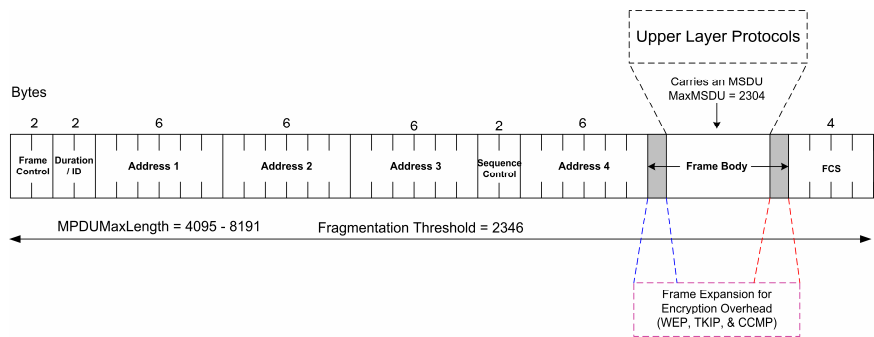 Upper Layer Protocols
Carries an MSDU
MaxMSDU = 2304
Bytes
2 2 6 6 6 2 6 4
Frame
Control
Duration
/ ID
Address 1
Address 2
Address 3
Sequence
Control
Address 4
Frame Body
FCS
MPDUMaxLength = 4095 - 8191
Fragmentation Threshold = 2346
Frame Expansion for
Encryption Overhead
(WEP, TKIP, & CCMP)